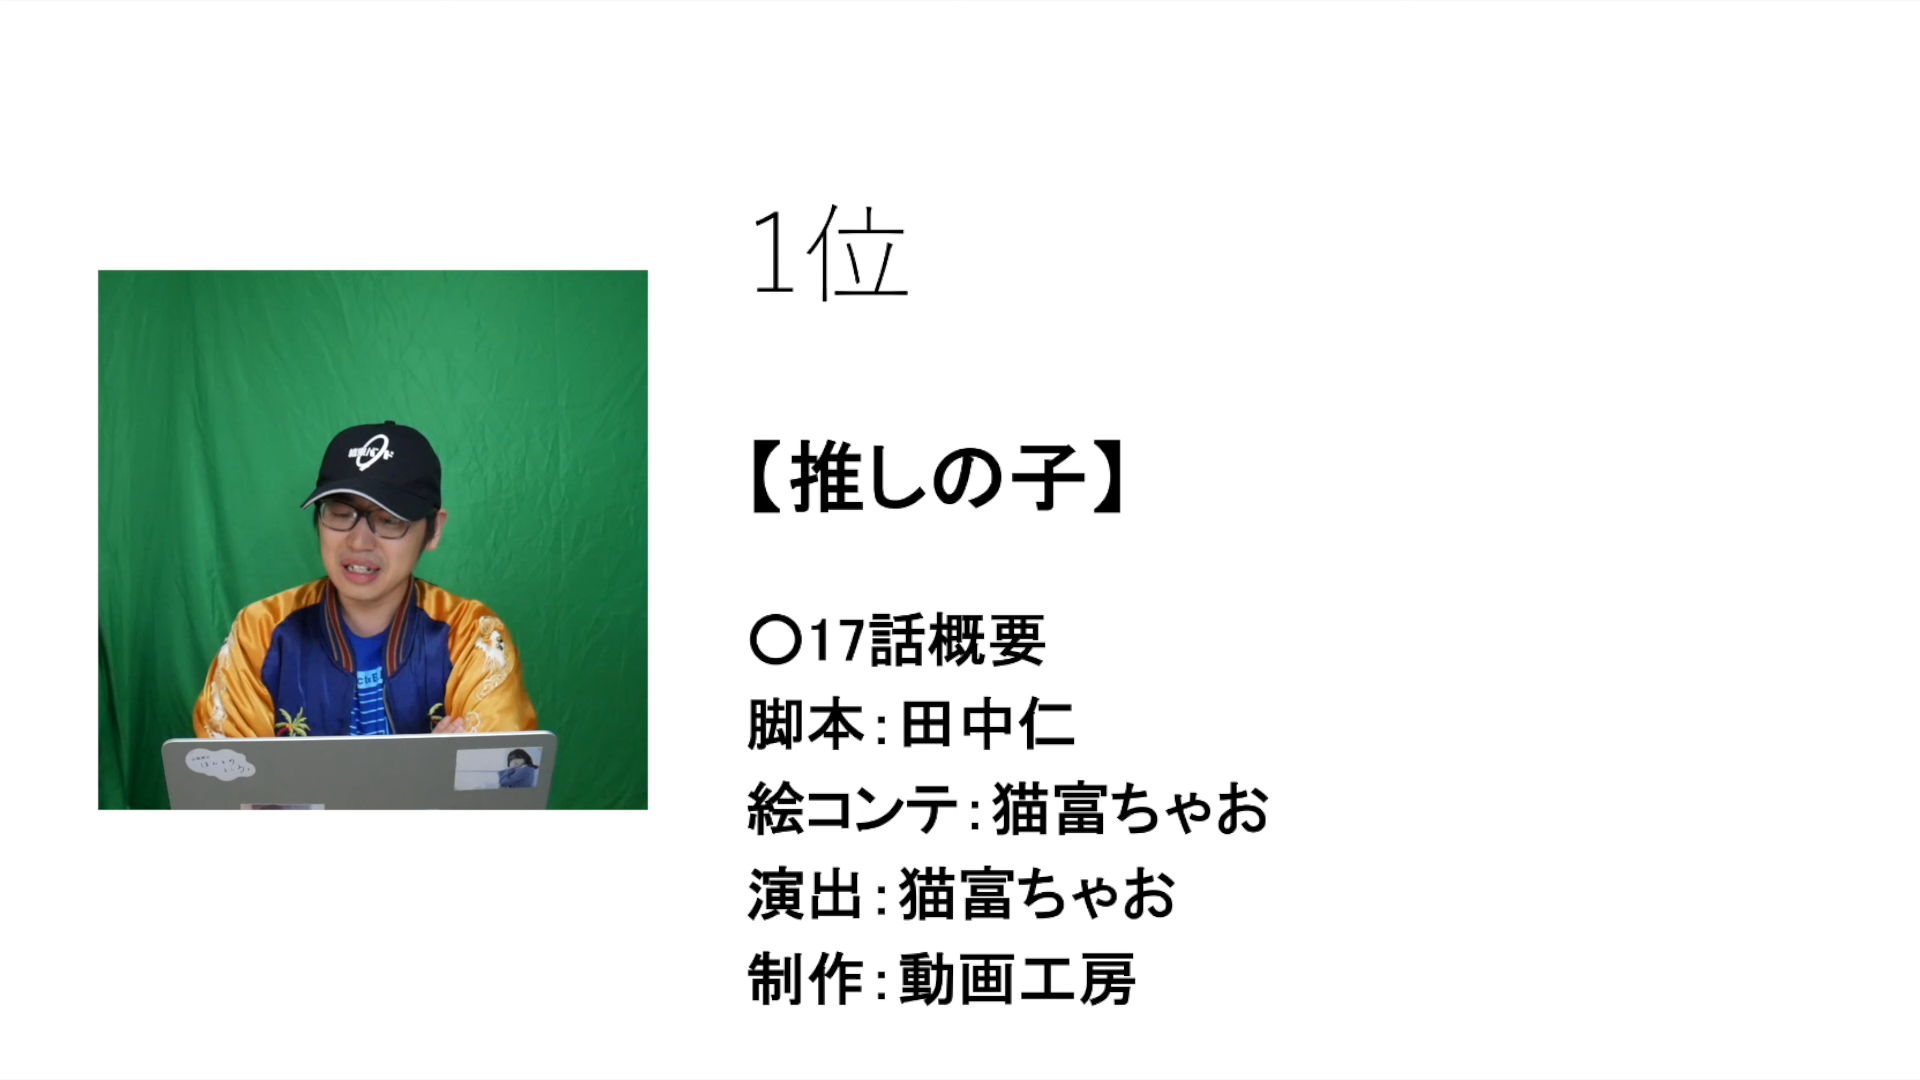 1位
【推しの子】
〇17話概要
脚本：田中仁
絵コンテ：猫富ちゃお
演出：猫富ちゃお
制作：動画工房